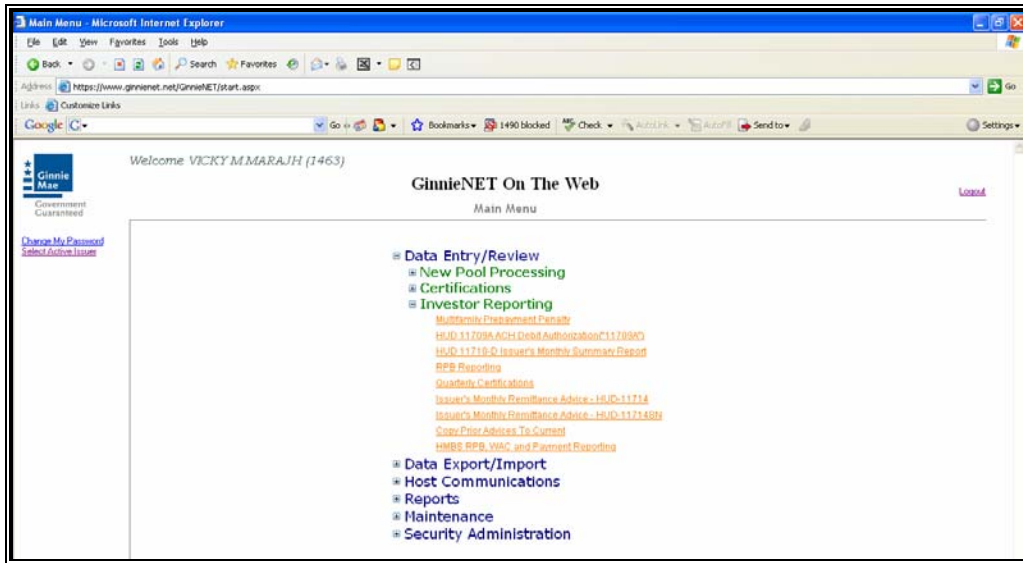 Main Menu - Microsoft Internet Explorer
File Edit View Favorites Tools Help
Back Search Favorites
Address https://www.ginnienet.net/GinnieNET/start.aspx Go
Links Customize Links
Google Go Bookmarks 1490 blocked Check AutoLink AutoFill Send to Settings
Welcome VICKY M MARAJH (1463)
Ginnie Mae
Government Guaranteed
GinnieNET On The Web
Main Menu
Logout
Change My Password
Select Active Issuer
Data Entry/Review
New Pool Processing
Certifications
Investor Reporting
Multifamily Prepayment Penalty
HUD 11709A ACH Debit Authorization("11709A")
HUD 11710-D Issuer's Monthly Summary Report
RPB Reporting
Quarterly Certifications
Issuer's Monthly Remittance Advice - HUD-11714
Issuer's Monthly Remittance Advice - HUD-11714SN
Copy Prior Advices To Current
HMBS RPB, WAC and Payment Reporting
Data Export/Import
Host Communications
Reports
Maintenance
Security Administration